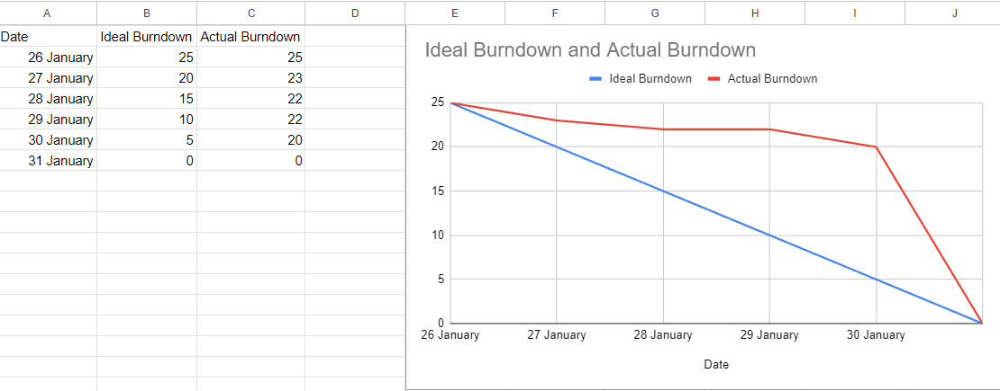 A B C D E F G H I J
Date Ideal Burndown Actual Burndown
26 January 25 25
27 January 20 23
28 January 15 22
29 January 10 22
30 January 5 20
31 January 0 0
Ideal Burndown and Actual Burndown
Ideal Burndown Actual Burndown
25
20
15
10
5
0
26 January 27 January 28 January 29 January 30 January
Date